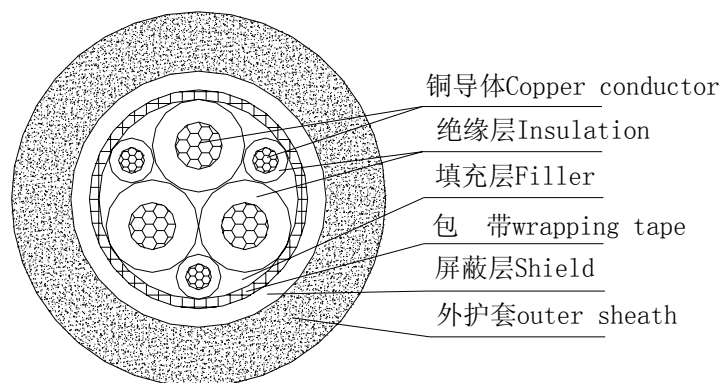 铜导体Copper conductor
绝缘层Insulation
填充层Filler
包 带wrapping tape
屏蔽层Shield
外护套outer sheath